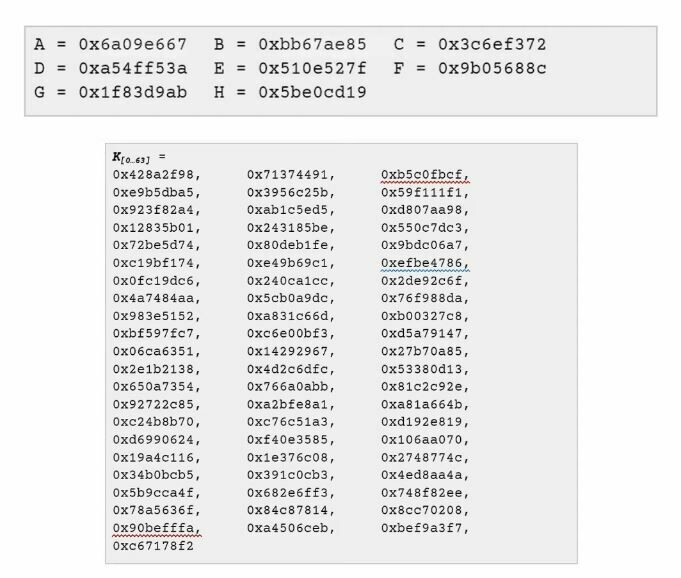 A = 0x6a09e667 B = 0xbb67ae85 C = 0x3c6ef372
D = 0xa54ff53a E = 0x510e527f F = 0x9b05688c
G = 0x1f83d9ab H = 0x5be0cd19
K[0..63] =
0x428a2f98, 0x71374491, 0xb5c0fbcf,
0xe9b5dba5, 0x3956c25b, 0x59f111f1,
0x923f82a4, 0xab1c5ed5, 0xd807aa98,
0x12835b01, 0x243185be, 0x550c7dc3,
0x72be5d74, 0x80deb1fe, 0x9bdc06a7,
0xc19bf174, 0xe49b69c1, 0xefbe4786,
0x0fc19dc6, 0x240ca1cc, 0x2de92c6f,
0x4a7484aa, 0x5cb0a9dc, 0x76f988da,
0x983e5152, 0xa831c66d, 0xb00327c8,
0xbf597fc7, 0xc6e00bf3, 0xd5a79147,
0x06ca6351, 0x14292967, 0x27b70a85,
0x2e1b2138, 0x4d2c6dfc, 0x53380d13,
0x650a7354, 0x766a0abb, 0x81c2c92e,
0x92722c85, 0xa2bfe8a1, 0xa81a664b,
0xc24b8b70, 0xc76c51a3, 0xd192e819,
0xd6990624, 0xf40e3585, 0x106aa070,
0x19a4c116, 0x1e376c08, 0x2748774c,
0x34b0bcb5, 0x391c0cb3, 0x4ed8aa4a,
0x5b9cca4f, 0x682e6ff3, 0x748f82ee,
0x78a5636f, 0x84c87814, 0x8cc70208,
0x90befffa, 0xa4506ceb, 0xbef9a3f7,
0xc67178f2